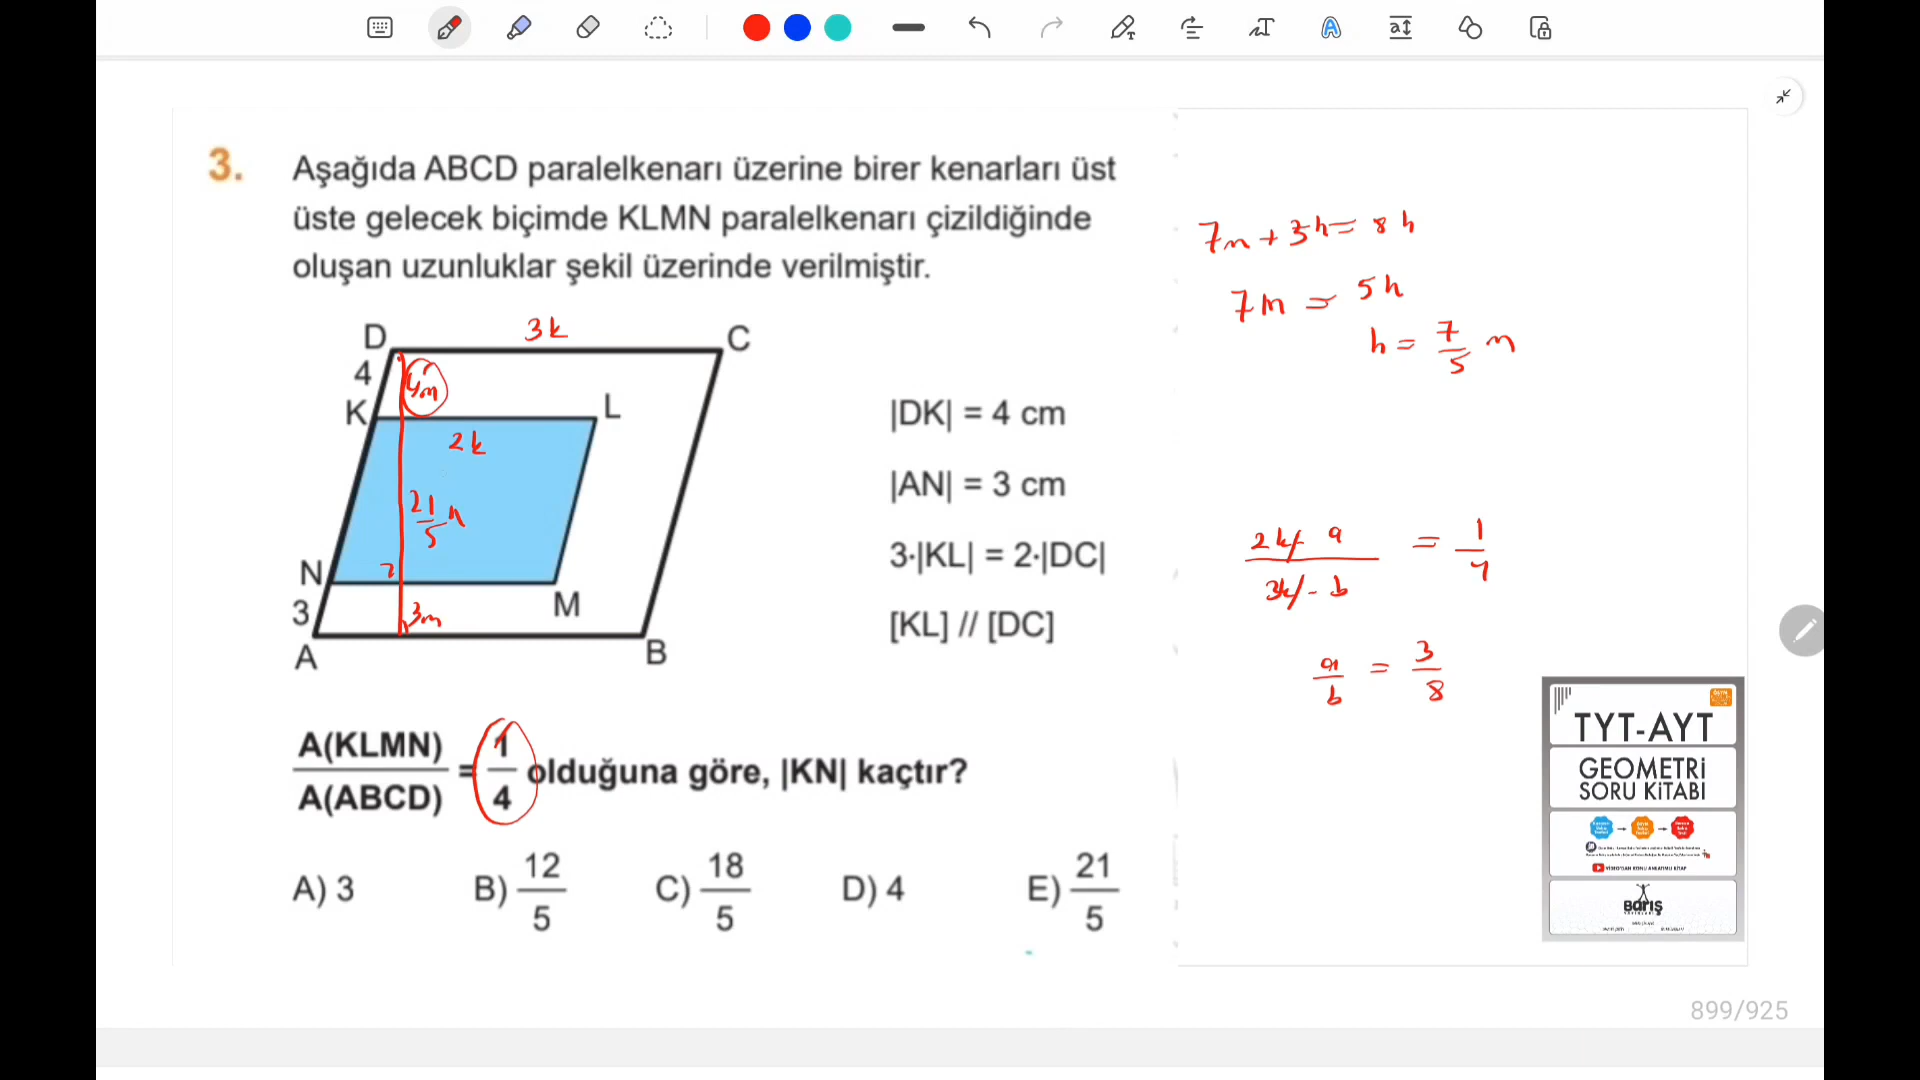 3. Aşağıda ABCD paralelkenarı üzerine birer kenarları üst
üste gelecek biçimde KLMN paralelkenarı çizildiğinde
oluşan uzunluklar şekil üzerinde verilmiştir.
D 3k C
4 4m
K L
2k
21/5 m
N M
3 3m
A B
|DK| = 4 cm
|AN| = 3 cm
3·|KL| = 2·|DC|
[KL] // [DC]
A(KLMN)/A(ABCD) = 1/4 olduğuna göre, |KN| kaçtır?
A) 3 B) 12/5 C) 18/5 D) 4 E) 21/5
7m + 3h = 8h
7m = 5h
h = 7/5 m
2k · a / 3k · b = 1/4
a/b = 3/8
TYT-AYT
GEOMETRİ
SORU KİTABI
BARIŞ
899/925